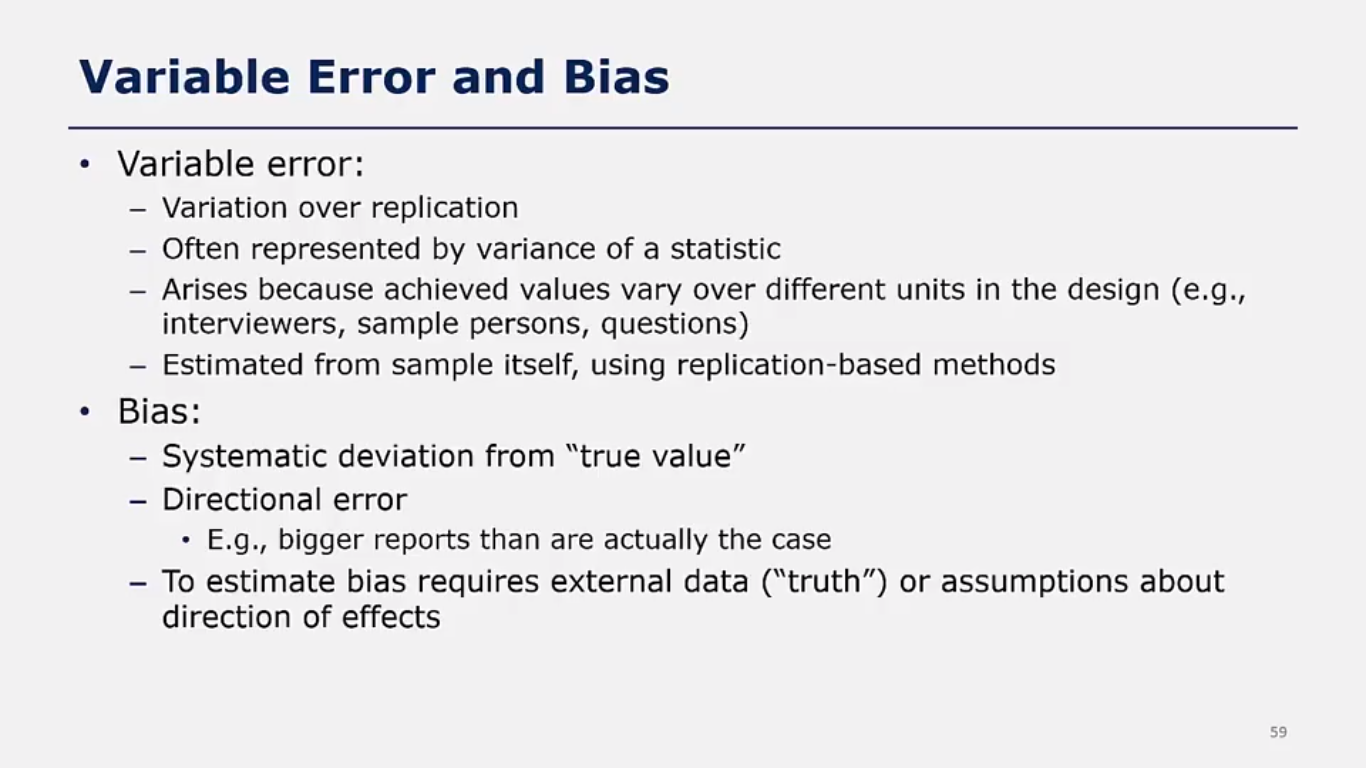 Variable Error and Bias
• Variable error:
– Variation over replication
– Often represented by variance of a statistic
– Arises because achieved values vary over different units in the design (e.g.,
interviewers, sample persons, questions)
– Estimated from sample itself, using replication-based methods
• Bias:
– Systematic deviation from “true value”
– Directional error
• E.g., bigger reports than are actually the case
– To estimate bias requires external data (“truth”) or assumptions about
direction of effects
59